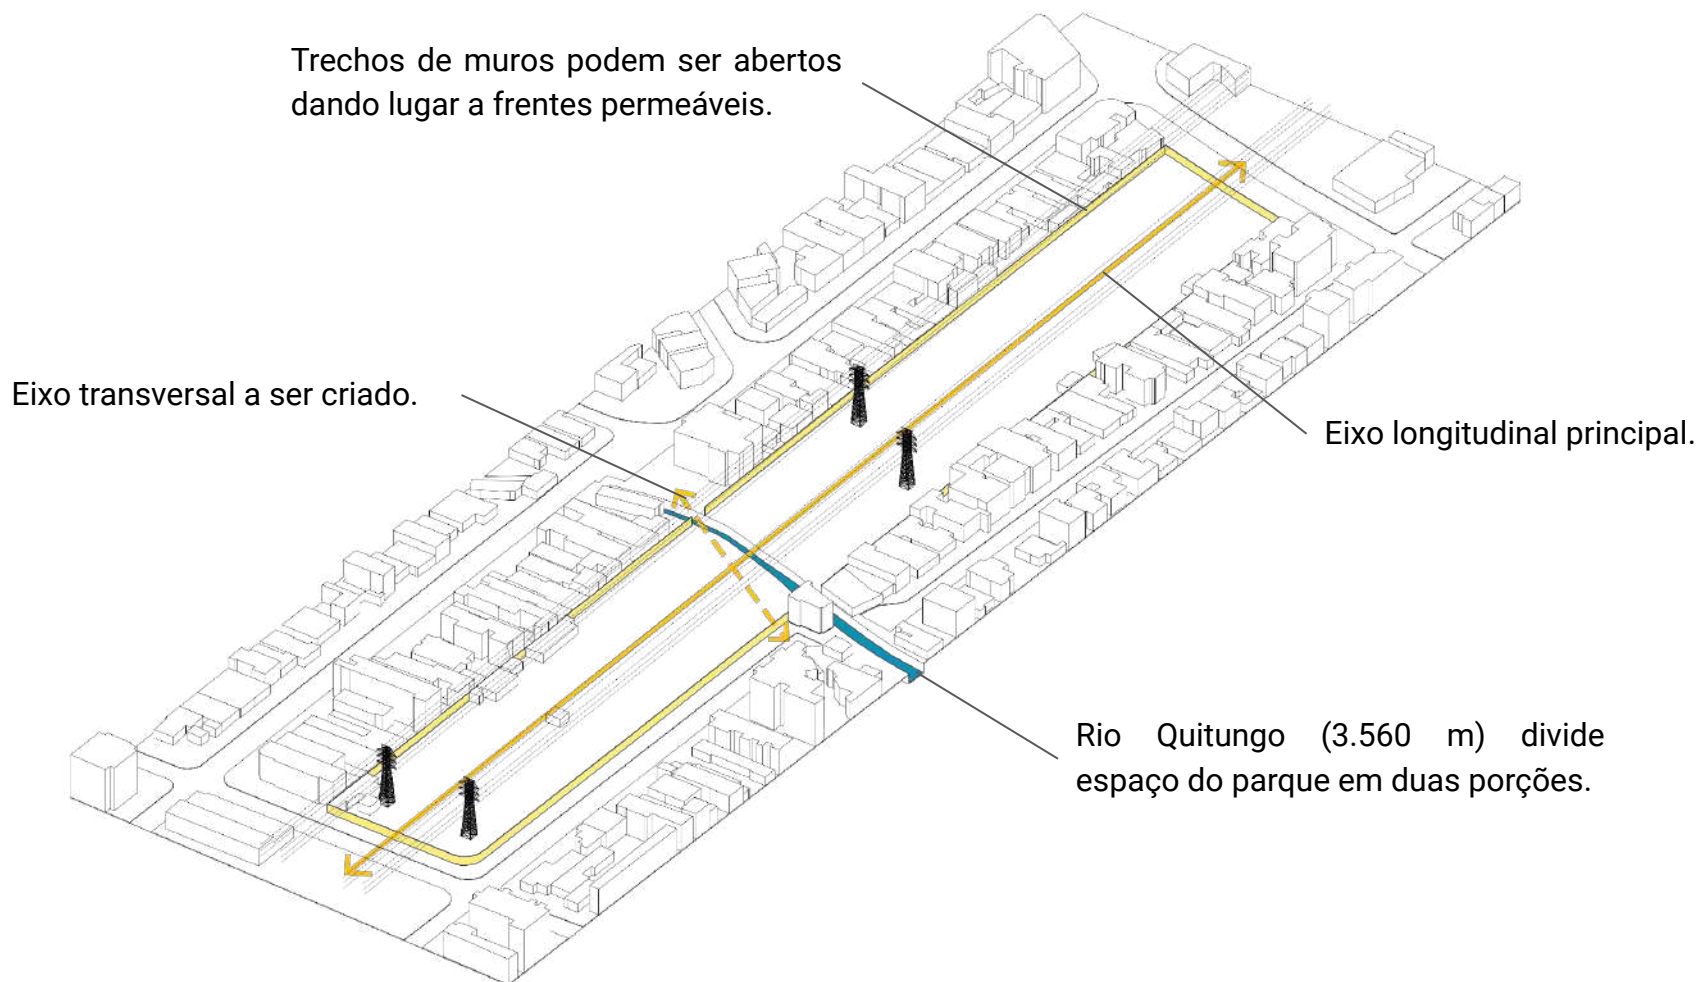 Trechos de muros podem ser abertos
dando lugar a frentes permeáveis.
Eixo transversal a ser criado.
Eixo longitudinal principal.
Rio Quitungo (3.560 m) divide
espaço do parque em duas porções.